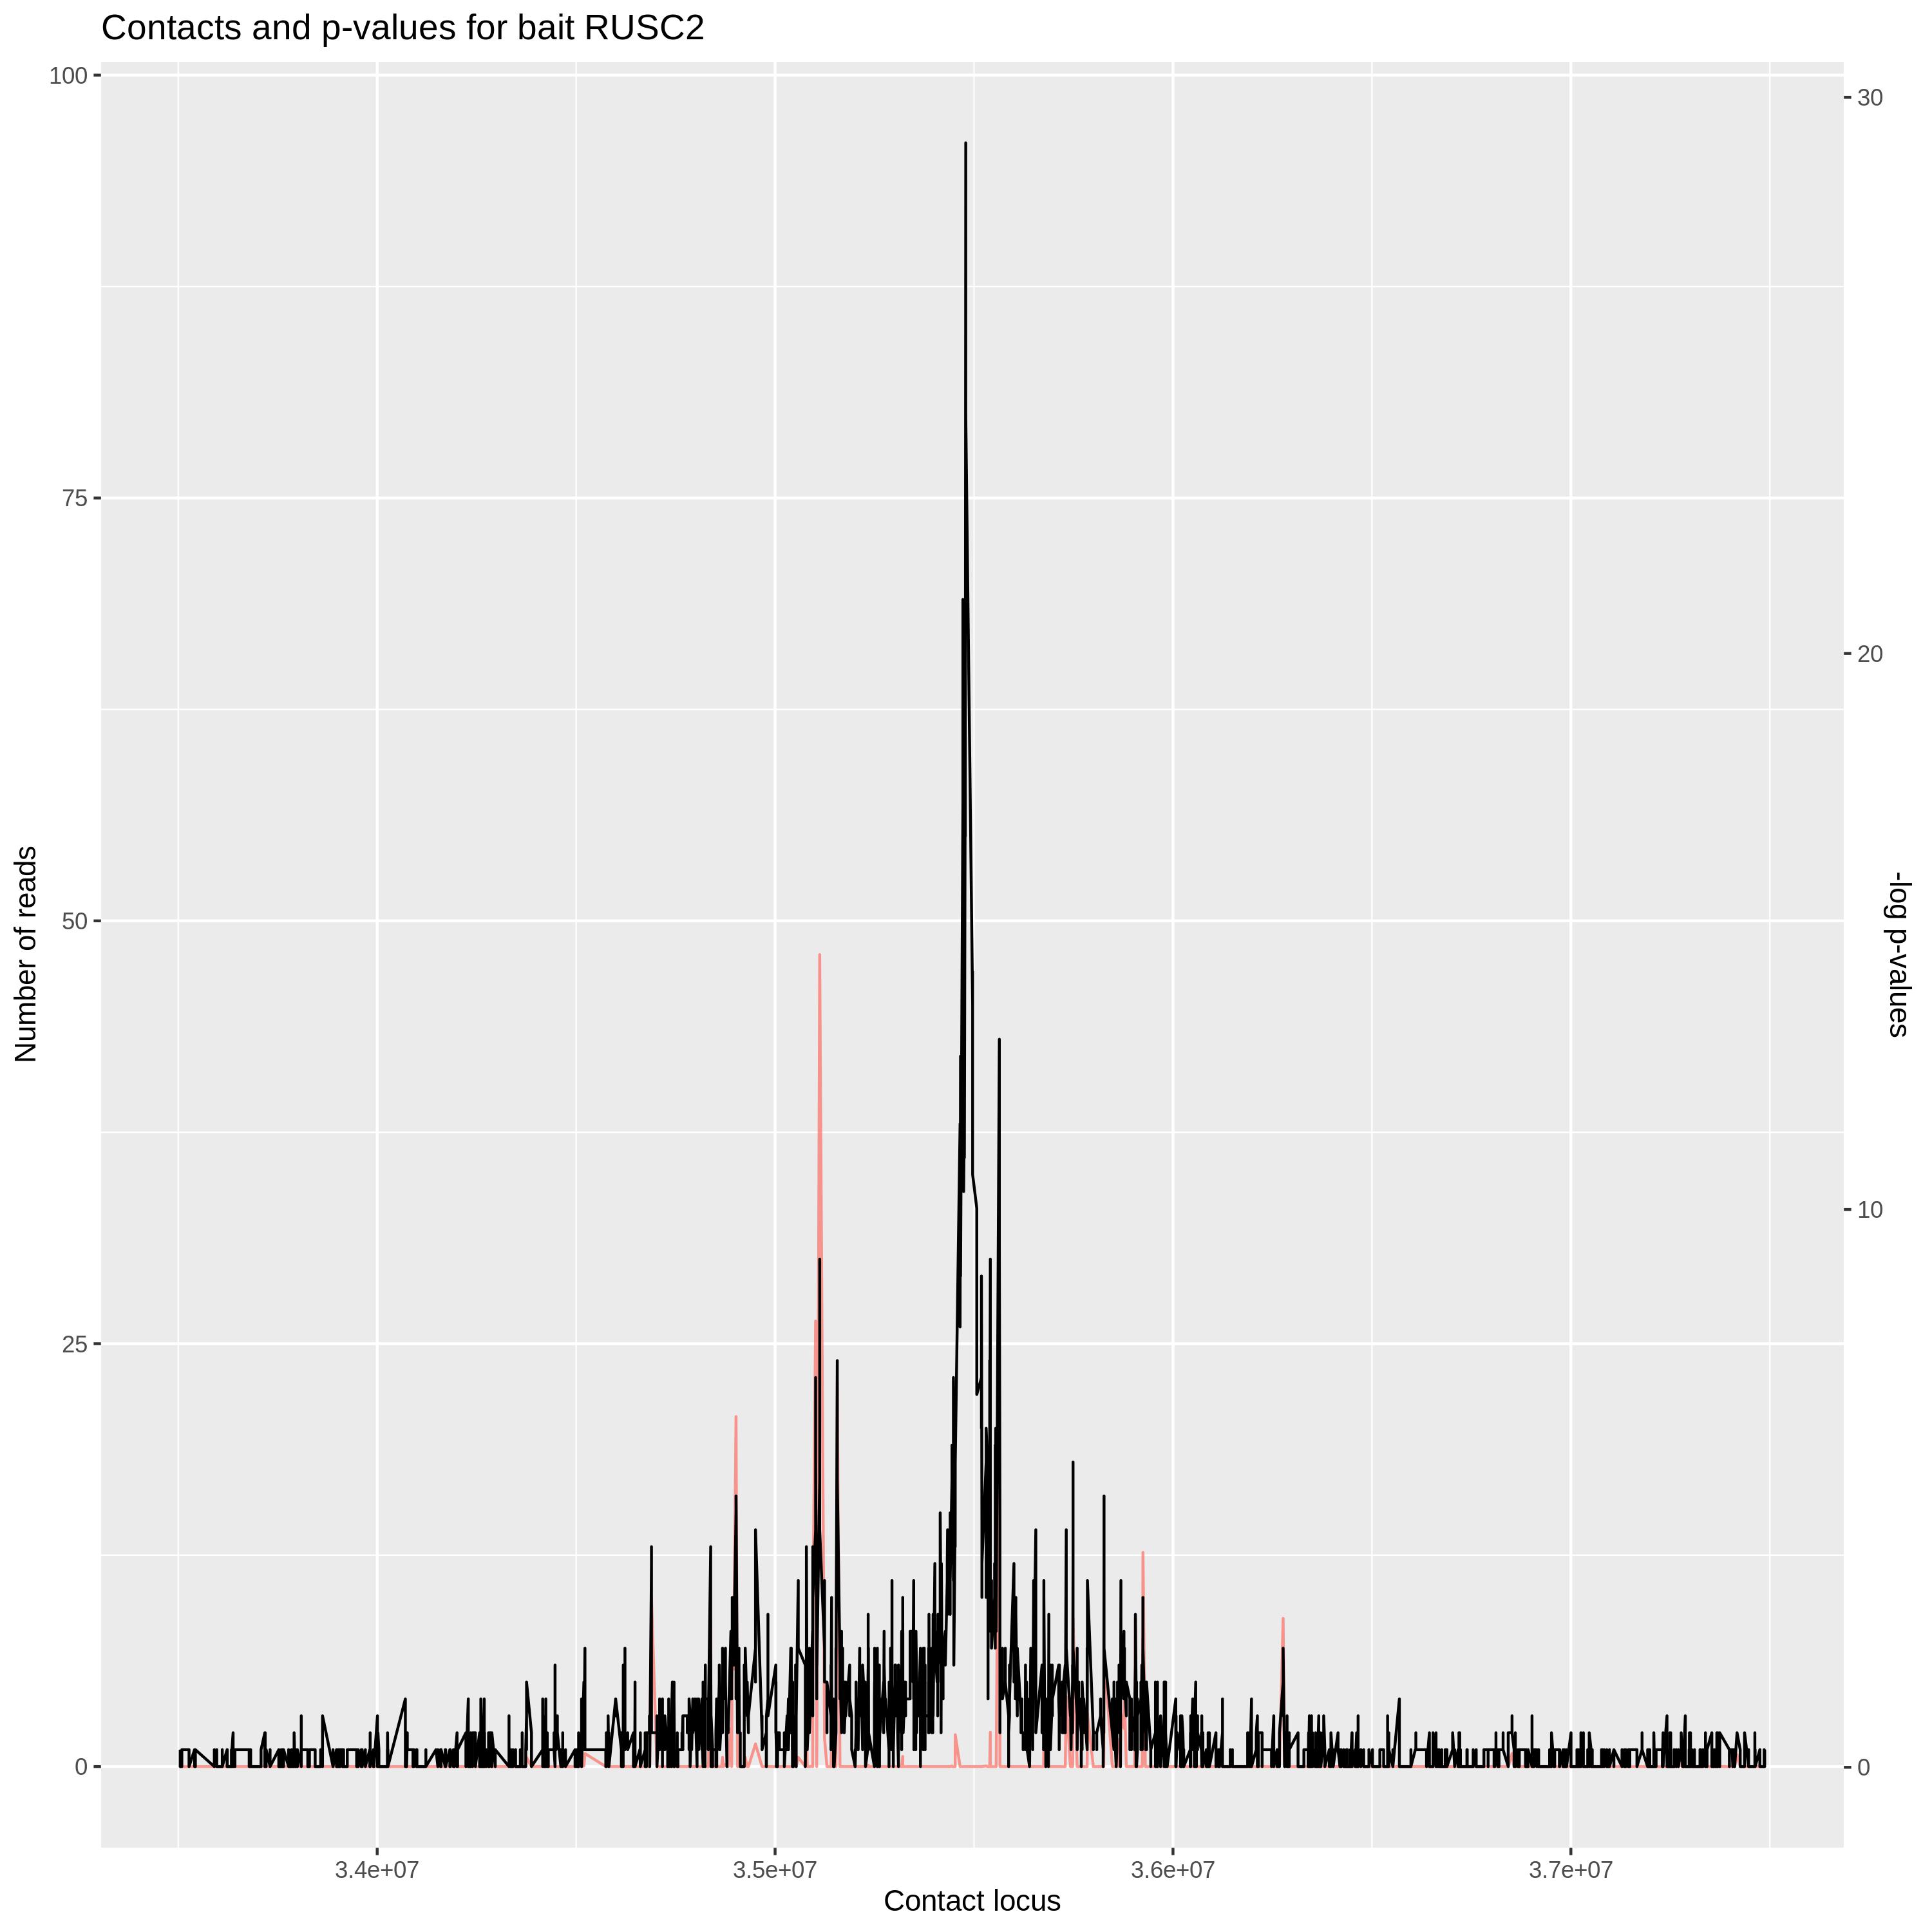 Contacts and p-values for bait RUSC2
100
75
50
25
0
Number of reads
30
20
10
0
-log p-values
3.4e+07 3.5e+07 3.6e+07 3.7e+07
Contact locus